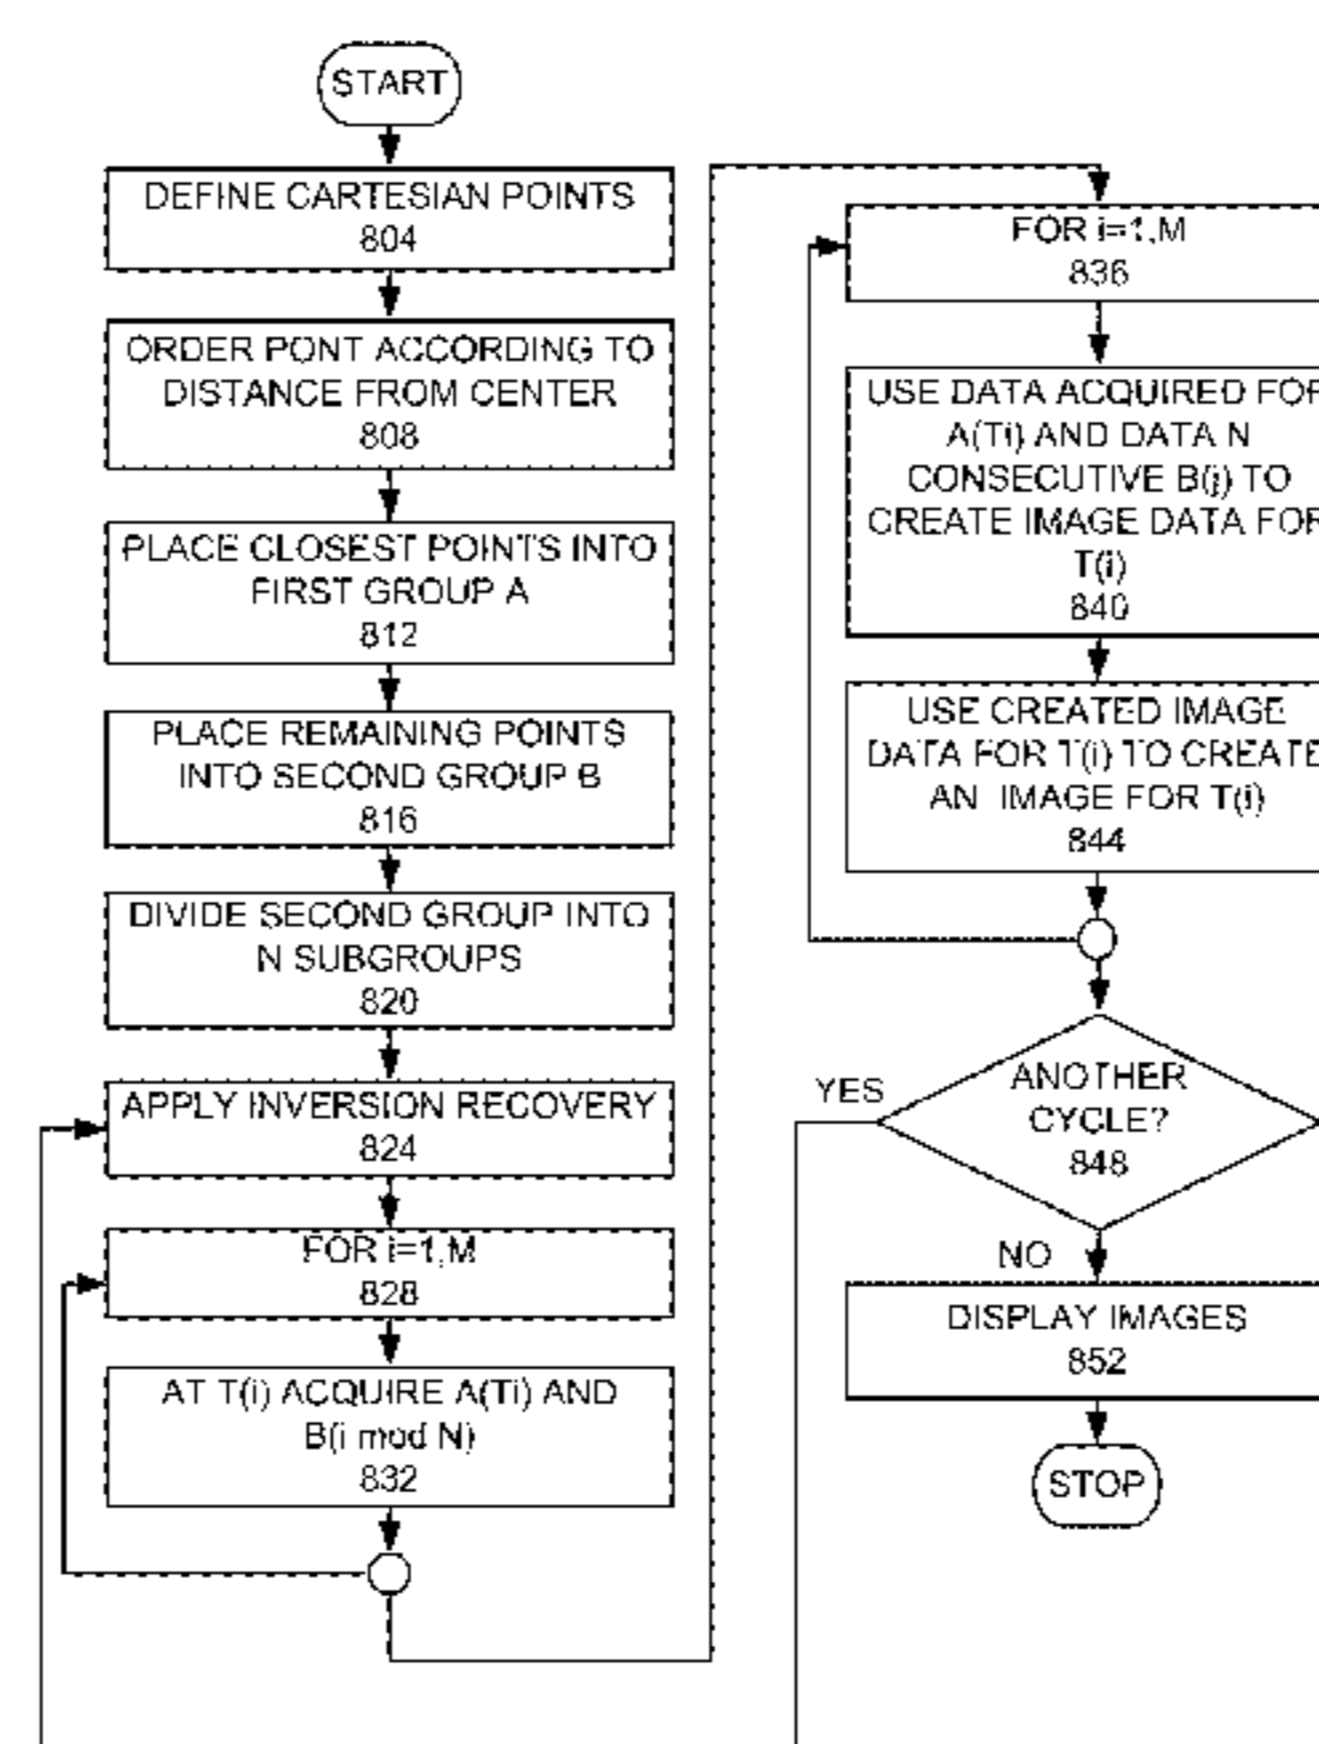 START
DEFINE CARTESIAN POINTS
804
ORDER PONT ACCORDING TO
DISTANCE FROM CENTER
808
PLACE CLOSEST POINTS INTO
FIRST GROUP A
812
PLACE REMAINING POINTS
INTO SECOND GROUP B
816
DIVIDE SECOND GROUP INTO
N SUBGROUPS
820
APPLY INVERSION RECOVERY
824
FOR i=1,M
828
AT T(i) ACQUIRE A(Ti) AND
B(i mod N)
832
FOR i=1,M
836
USE DATA ACQUIRED FOR
A(Ti) AND DATA N
CONSECUTIVE B(j) TO
CREATE IMAGE DATA FOR
T(i)
840
USE CREATED IMAGE
DATA FOR T(i) TO CREATE
AN IMAGE FOR T(i)
844
ANOTHER
CYCLE?
848
YES
NO
DISPLAY IMAGES
852
STOP